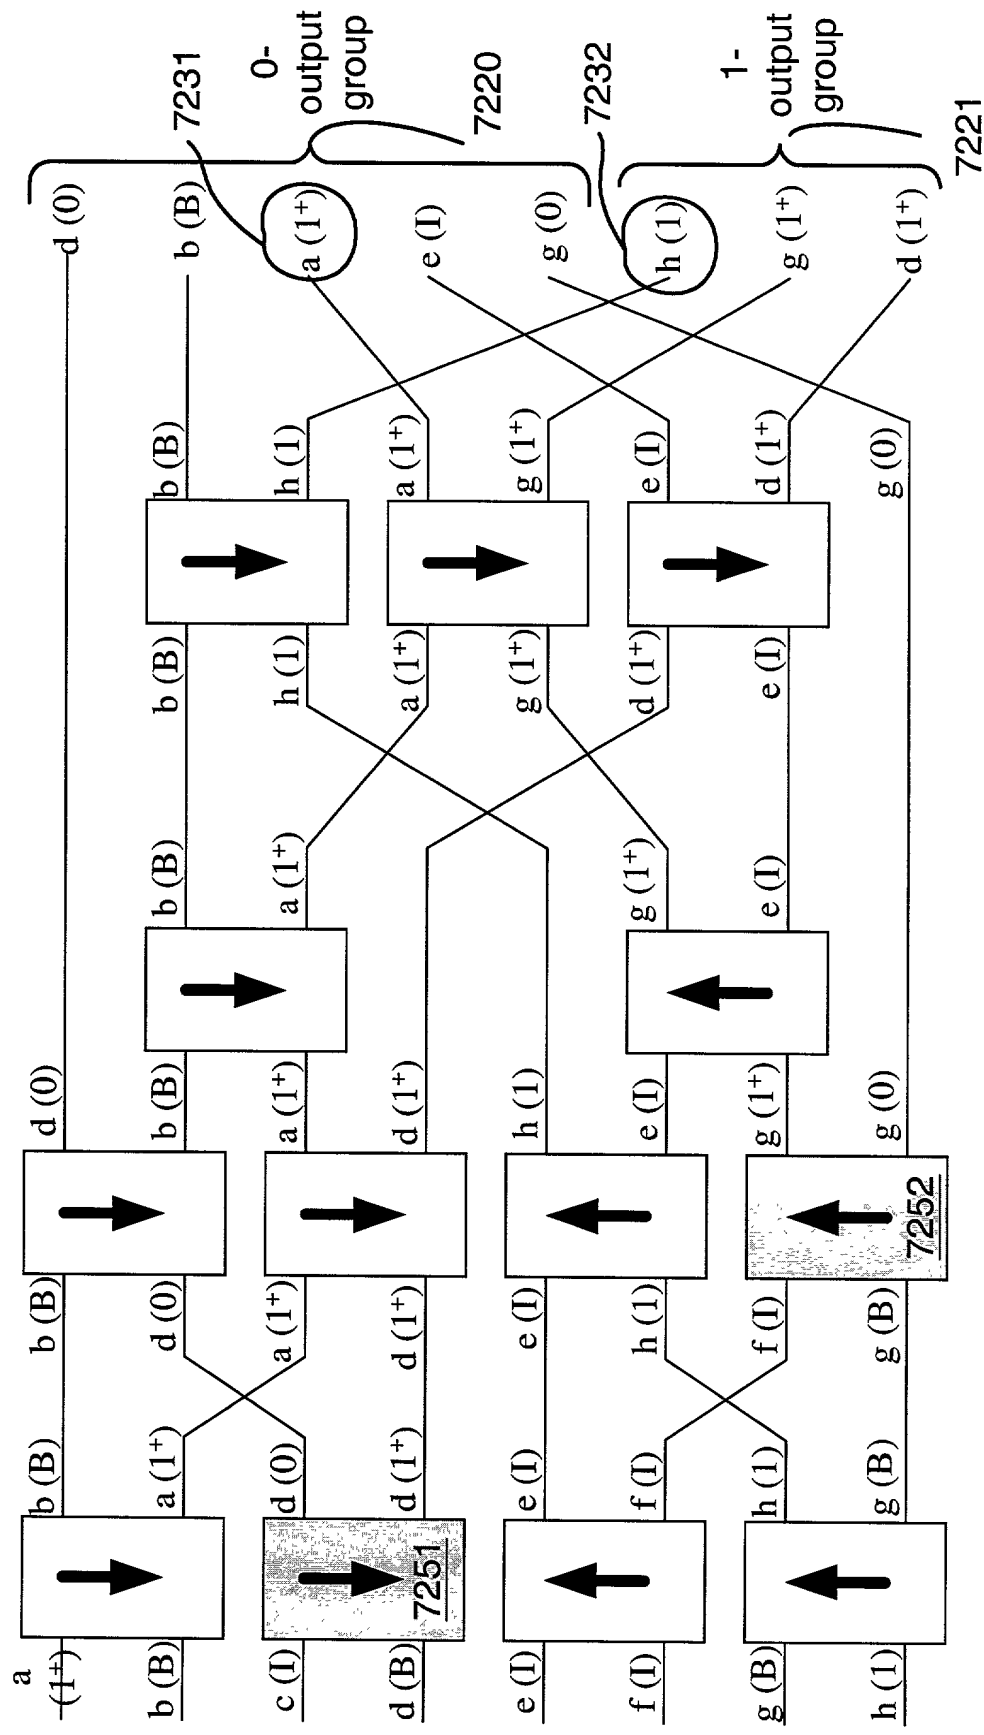 a
(1⁺)
b (B)
c (I)
d (B)
e (I)
f (I)
g (B)
h (1)
7251
b (B)
a (1⁺)
d (0)
d (1⁺)
e (I)
f (I)
h (1)
g (B)
b (B)
d (0)
a (1⁺)
d (1⁺)
e (I)
h (1)
f (I)
g (B)
7252
d (0)
b (B)
a (1⁺)
d (1⁺)
h (1)
e (I)
g (1⁺)
g (0)
b (B)
a (1⁺)
g (1⁺)
e (I)
b (B)
h (1)
a (1⁺)
g (1⁺)
d (1⁺)
e (I)
b (B)
h (1)
a (1⁺)
g (1⁺)
e (I)
d (1⁺)
g (0)
d (0)
b (B)
a (1⁺)
e (I)
g (0)
h (1)
g (1⁺)
d (1⁺)
7231
0-
output
group
7220
7232
1-
output
group
7221